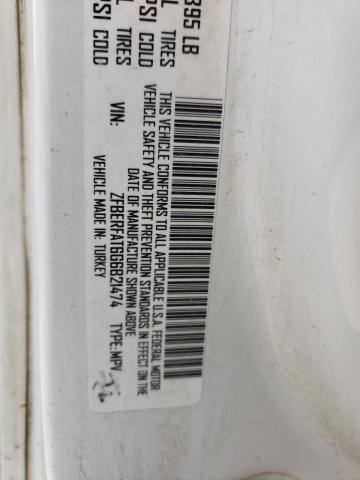 395 LB
L TIRES
PSI COLD
L TIRES
PSI COLD
THIS VEHICLE CONFORMS TO ALL APPLICABLE U.S.A. FEDERAL MOTOR
VEHICLE SAFETY AND THEFT PREVENTION STANDARDS IN EFFECT ON THE
DATE OF MANUFACTURE SHOWN ABOVE
VIN: ZFBERFAT6G6B21474 TYPE:MPV
VEHICLE MADE IN: TURKEY